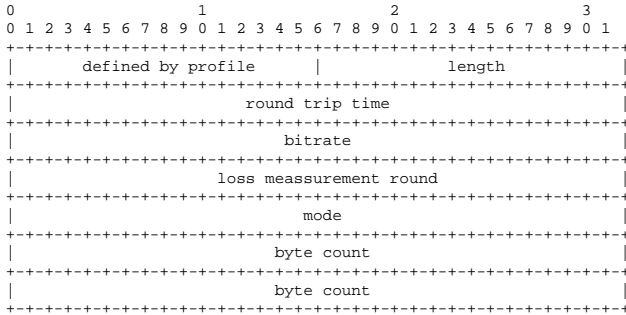 0                   1                   2                   3
0 1 2 3 4 5 6 7 8 9 0 1 2 3 4 5 6 7 8 9 0 1 2 3 4 5 6 7 8 9 0 1
+-+-+-+-+-+-+-+-+-+-+-+-+-+-+-+-+-+-+-+-+-+-+-+-+-+-+-+-+-+-+-+-+
|       defined by profile      |             length            |
+-+-+-+-+-+-+-+-+-+-+-+-+-+-+-+-+-+-+-+-+-+-+-+-+-+-+-+-+-+-+-+-+
|                        round trip time                        |
+-+-+-+-+-+-+-+-+-+-+-+-+-+-+-+-+-+-+-+-+-+-+-+-+-+-+-+-+-+-+-+-+
|                            bitrate                            |
+-+-+-+-+-+-+-+-+-+-+-+-+-+-+-+-+-+-+-+-+-+-+-+-+-+-+-+-+-+-+-+-+
|                     loss meassurement round                   |
+-+-+-+-+-+-+-+-+-+-+-+-+-+-+-+-+-+-+-+-+-+-+-+-+-+-+-+-+-+-+-+-+
|                              mode                             |
+-+-+-+-+-+-+-+-+-+-+-+-+-+-+-+-+-+-+-+-+-+-+-+-+-+-+-+-+-+-+-+-+
|                           byte count                          |
+-+-+-+-+-+-+-+-+-+-+-+-+-+-+-+-+-+-+-+-+-+-+-+-+-+-+-+-+-+-+-+-+
|                           byte count                          |
+-+-+-+-+-+-+-+-+-+-+-+-+-+-+-+-+-+-+-+-+-+-+-+-+-+-+-+-+-+-+-+-+